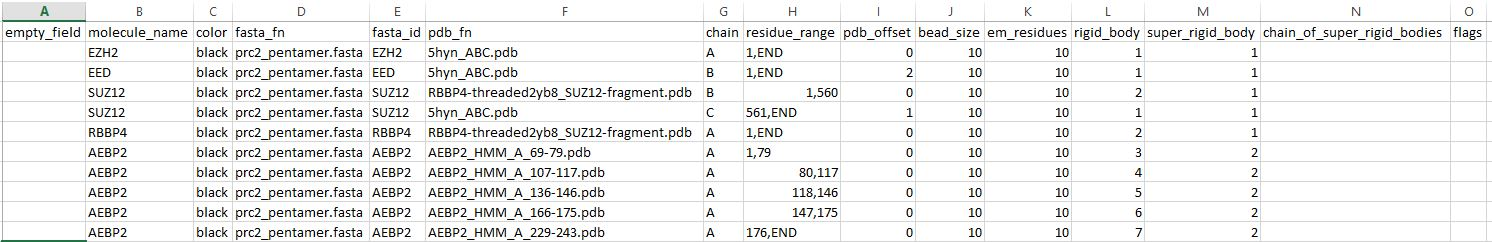 A B C D E F G H I J K L M N O
empty_field molecule_name color fasta_fn fasta_id pdb_fn chain residue_range pdb_offset bead_size em_residues rigid_body super_rigid_body chain_of_super_rigid_bodies flags
EZH2 black prc2_pentamer.fasta EZH2 5hyn_ABC.pdb A 1,END 0 10 10 1 1
EED black prc2_pentamer.fasta EED 5hyn_ABC.pdb B 1,END 2 10 10 1 1
SUZ12 black prc2_pentamer.fasta SUZ12 RBBP4-threaded2yb8_SUZ12-fragment.pdb B 1,560 0 10 10 2 1
SUZ12 black prc2_pentamer.fasta SUZ12 5hyn_ABC.pdb C 561,END 1 10 10 1 1
RBBP4 black prc2_pentamer.fasta RBBP4 RBBP4-threaded2yb8_SUZ12-fragment.pdb A 1,END 0 10 10 2 1
AEBP2 black prc2_pentamer.fasta AEBP2 AEBP2_HMM_A_69-79.pdb A 1,79 0 10 10 3 2
AEBP2 black prc2_pentamer.fasta AEBP2 AEBP2_HMM_A_107-117.pdb A 80,117 0 10 10 4 2
AEBP2 black prc2_pentamer.fasta AEBP2 AEBP2_HMM_A_136-146.pdb A 118,146 0 10 10 5 2
AEBP2 black prc2_pentamer.fasta AEBP2 AEBP2_HMM_A_166-175.pdb A 147,175 0 10 10 6 2
AEBP2 black prc2_pentamer.fasta AEBP2 AEBP2_HMM_A_229-243.pdb A 176,END 0 10 10 7 2